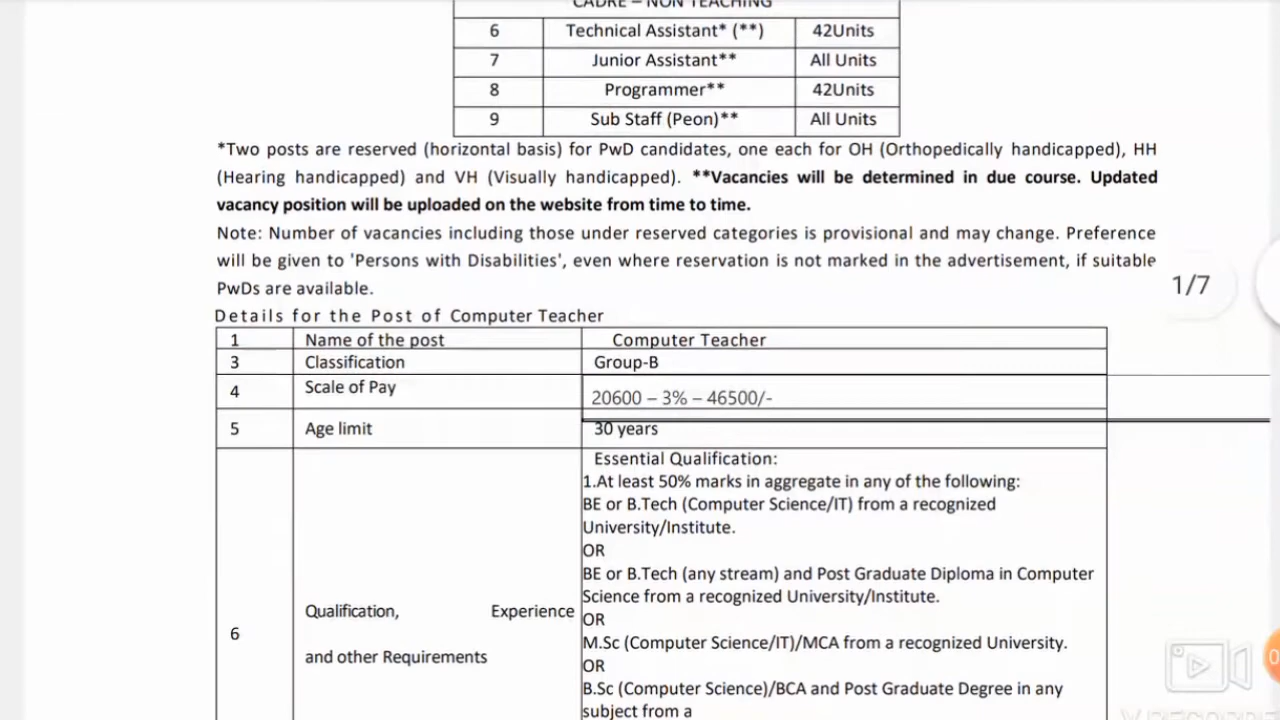 CADRE – NON TEACHING
6 Technical Assistant* (**) 42Units
7 Junior Assistant** All Units
8 Programmer** 42Units
9 Sub Staff (Peon)** All Units
*Two posts are reserved (horizontal basis) for PwD candidates, one each for OH (Orthopedically handicapped), HH
(Hearing handicapped) and VH (Visually handicapped). **Vacancies will be determined in due course. Updated
vacancy position will be uploaded on the website from time to time.
Note: Number of vacancies including those under reserved categories is provisional and may change. Preference
will be given to 'Persons with Disabilities', even where reservation is not marked in the advertisement, if suitable
PwDs are available.
1/7
Details for the Post of Computer Teacher
1 Name of the post Computer Teacher
3 Classification Group-B
4 Scale of Pay 20600 – 3% – 46500/-
5 Age limit 30 years
6 Qualification, Experience
and other Requirements
Essential Qualification:
1.At least 50% marks in aggregate in any of the following:
BE or B.Tech (Computer Science/IT) from a recognized
University/Institute.
OR
BE or B.Tech (any stream) and Post Graduate Diploma in Computer
Science from a recognized University/Institute.
OR
M.Sc (Computer Science/IT)/MCA from a recognized University.
OR
B.Sc (Computer Science)/BCA and Post Graduate Degree in any
subject from a